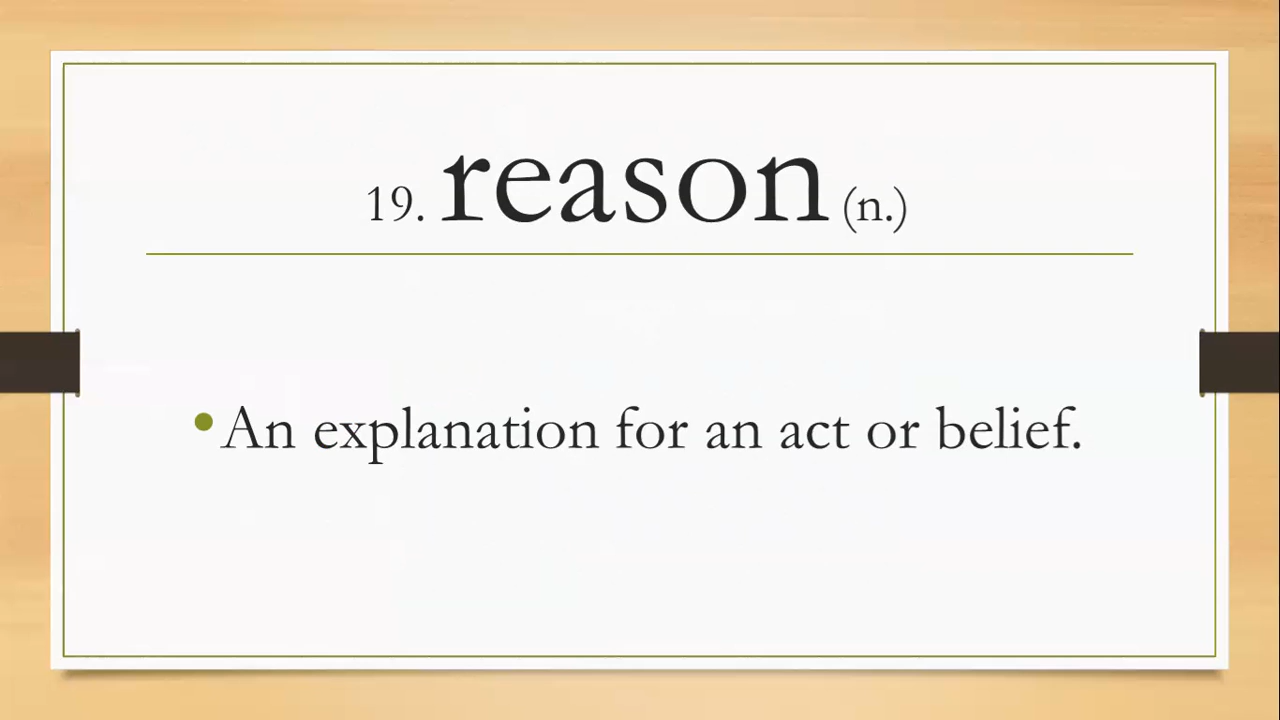 19. reason (n.)
•An explanation for an act or belief.